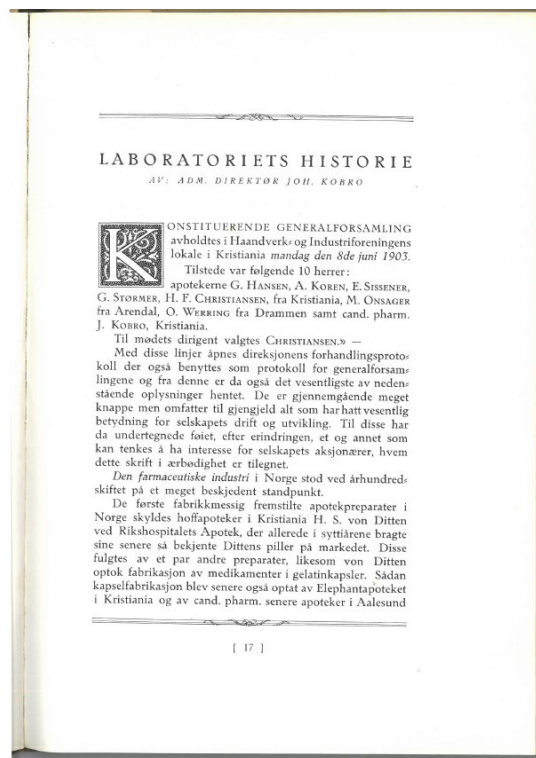 LABORATORIETS HISTORIE
AV: ADM. DIREKTØR JOH. KOBRO
KONSTITUERENDE GENERALFORSAMLING
avholdtes i Haandverk- og Industriforeningens
lokale i Kristiania mandag den 8de juni 1903.
Tilstede var følgende 10 herrer:
apotekerne G. HANSEN, A. KOREN, E. SISSENER,
G. STØRMER, H. F. CHRISTIANSEN, fra Kristiania, M. ONSAGER
fra Arendal, O. WERRING fra Drammen samt cand. pharm.
J. KOBRO, Kristiania.
Til mødets dirigent valgtes CHRISTIANSEN.» —
Med disse linjer åpnes direksjonens forhandlingsproto-
koll der også benyttes som protokoll for generalforsam-
lingene og fra denne er da også det vesentligste av neden-
stående oplysninger hentet. De er gjennemgående meget
knappe men omfatter til gjengjeld alt som har hatt vesentlig
betydning for selskapets drift og utvikling. Til disse har
da undertegnede føiet, efter erindringen, et og annet som
kan tenkes å ha interesse for selskapets aksjonærer, hvem
dette skrift i ærbødighet er tilegnet.
Den farmaceutiske industri i Norge stod ved århundred-
skiftet på et meget beskjedent standpunkt.
De første fabrikkmessig fremstilte apotekpreparater i
Norge skyldes hoffapoteker i Kristiania H. S. von Ditten
ved Rikshospitalets Apotek, der allerede i syttiårene bragte
sine senere så bekjente Dittens piller på markedet. Disse
fulgtes av et par andre preparater, likesom von Ditten
optok fabrikasjon av medikamenter i gelatinkapsler. Sådan
kapselfabrikasjon blev senere også optat av Elephantapoteket
i Kristiania og av cand. pharm. senere apoteker i Aalesund
[ 17 ]